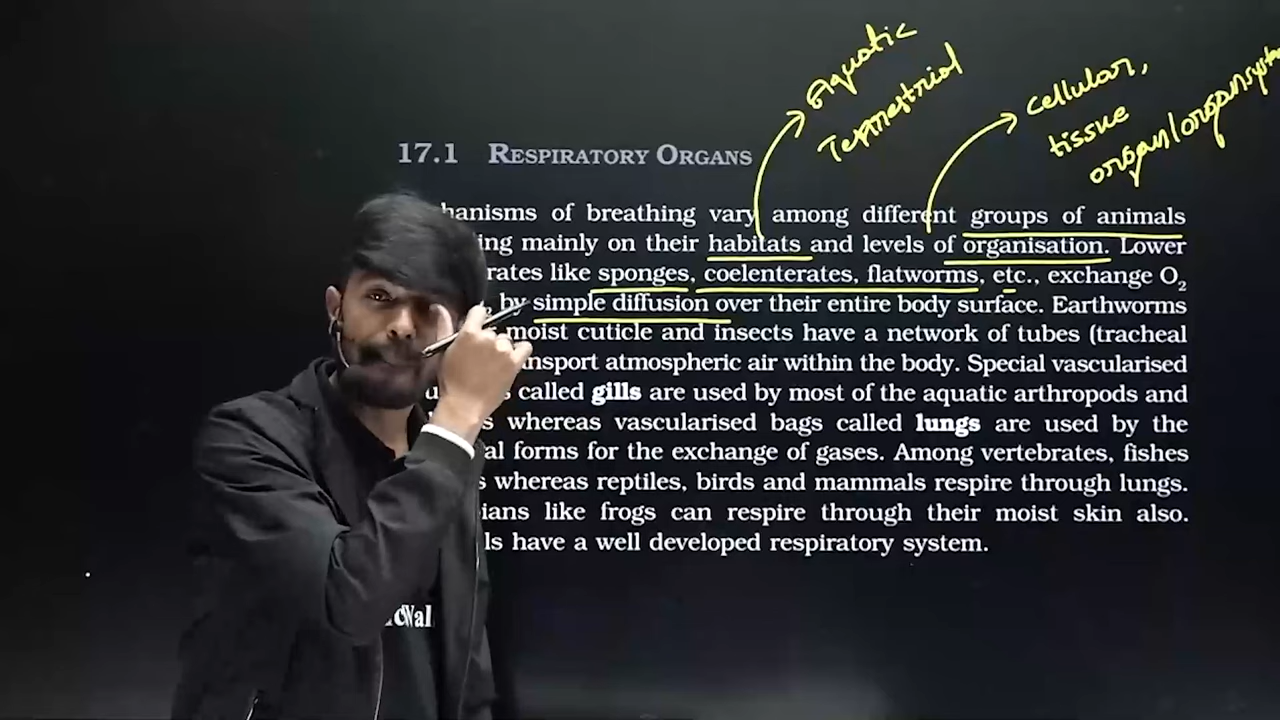 Aquatic
Terrestrial
cellular,
tissue
organ/organsystem
17.1 RESPIRATORY ORGANS
hanisms of breathing vary among different groups of animals
ing mainly on their habitats and levels of organisation. Lower
rates like sponges, coelenterates, flatworms, etc., exchange O₂
by simple diffusion over their entire body surface. Earthworms
moist cuticle and insects have a network of tubes (tracheal
ansport atmospheric air within the body. Special vascularised
called gills are used by most of the aquatic arthropods and
s whereas vascularised bags called lungs are used by the
al forms for the exchange of gases. Among vertebrates, fishes
s whereas reptiles, birds and mammals respire through lungs.
ians like frogs can respire through their moist skin also.
ls have a well developed respiratory system.